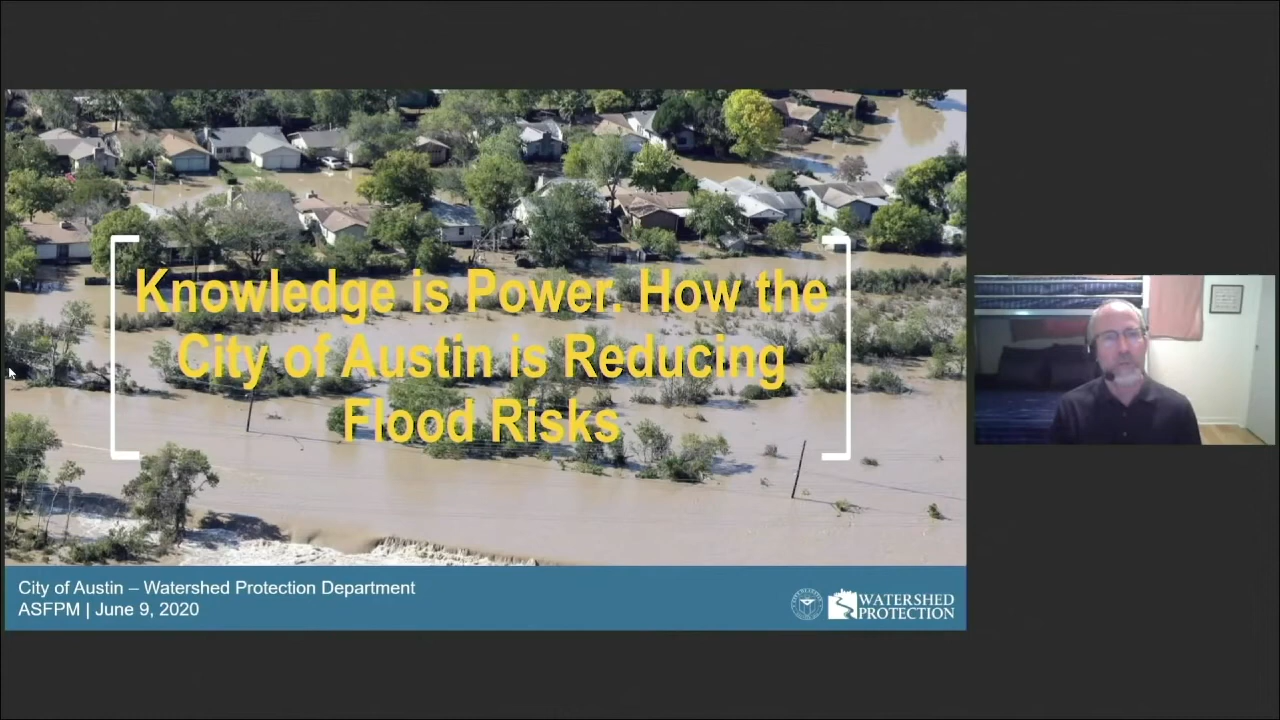 Knowledge is Power. How the
City of Austin is Reducing
Flood Risks
City of Austin – Watershed Protection Department
ASFPM | June 9, 2020
WATERSHED
PROTECTION